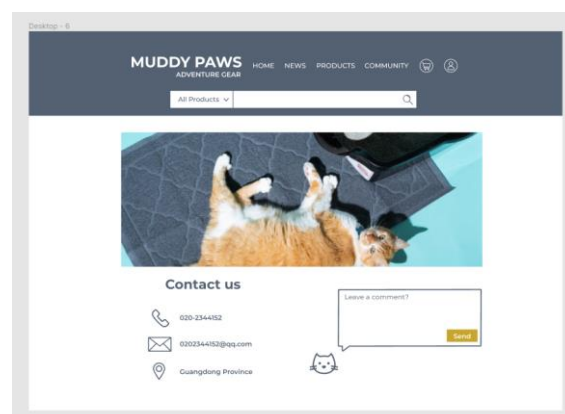 Desktop - 6
MUDDY PAWS
ADVENTURE GEAR
HOME NEWS PRODUCTS COMMUNITY
All Products
Contact us
020-2344152
0202344152@qq.com
Guangdong Province
Leave a comment?
Send